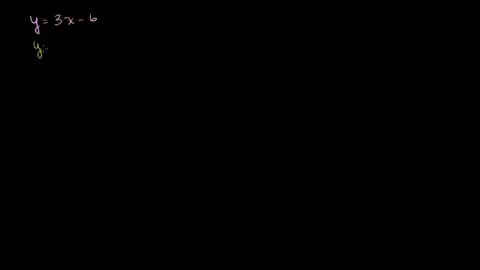 y = 3x - 6
y =